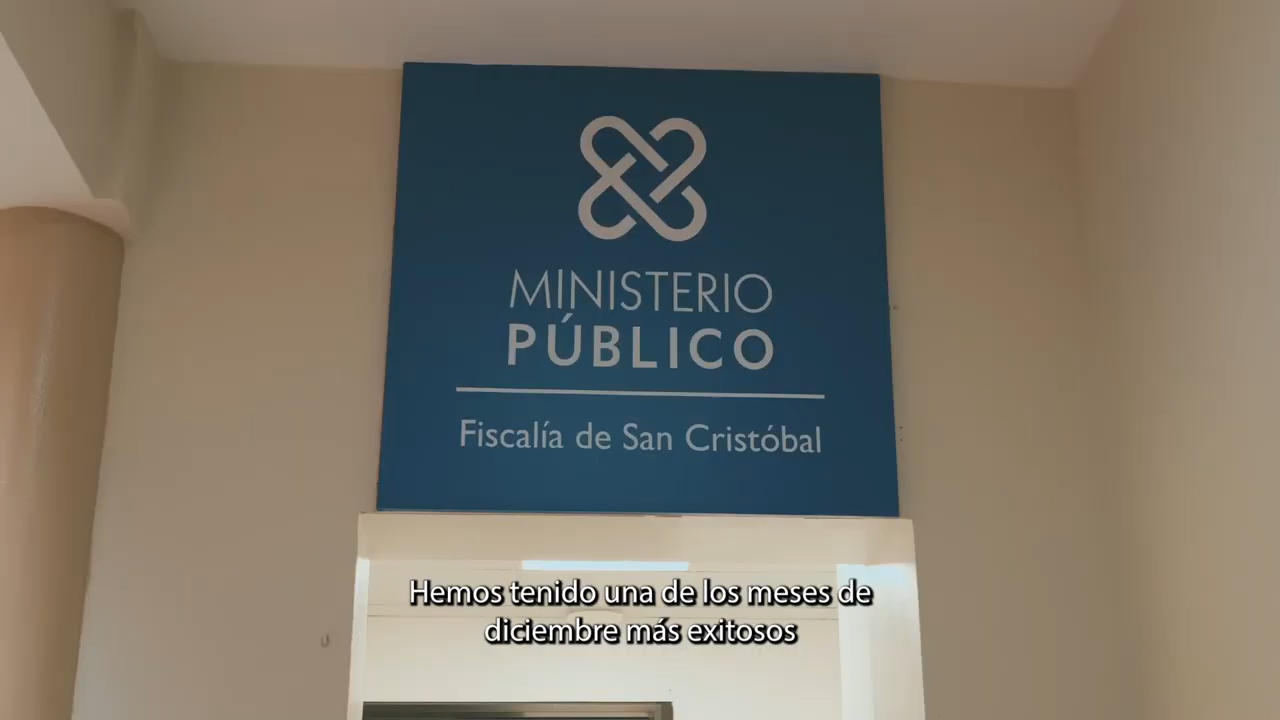 MINISTERIO
PÚBLICO
Fiscalía de San Cristóbal
Hemos tenido una de los meses de
diciembre más exitosos